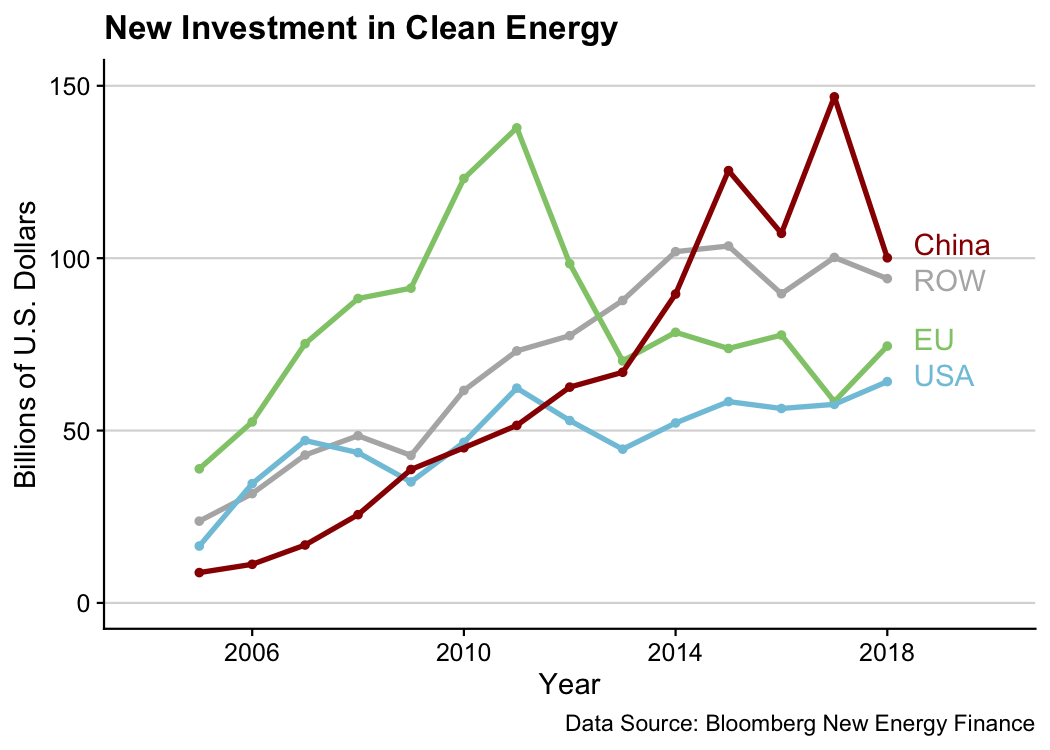 New Investment in Clean Energy
Billions of U.S. Dollars
150
100
50
0
China
ROW
EU
USA
2006 2010 2014 2018
Year
Data Source: Bloomberg New Energy Finance